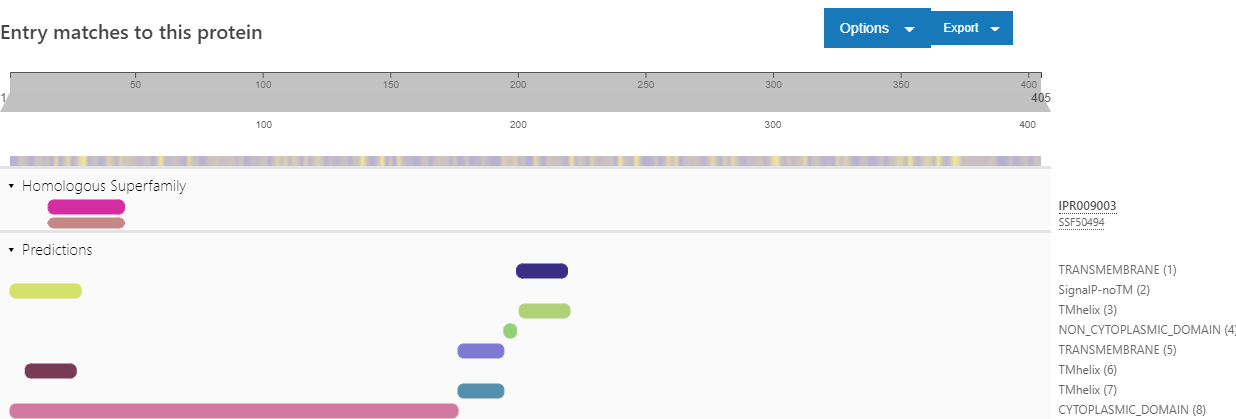 Entry matches to this protein
Options
Export
50 100 150 200 250 300 350 400
1 405
100 200 300 400
Homologous Superfamily
IPR009003
SSF50494
Predictions
TRANSMEMBRANE (1)
SignalP-noTM (2)
TMhelix (3)
NON_CYTOPLASMIC_DOMAIN (4)
TRANSMEMBRANE (5)
TMhelix (6)
TMhelix (7)
CYTOPLASMIC_DOMAIN (8)